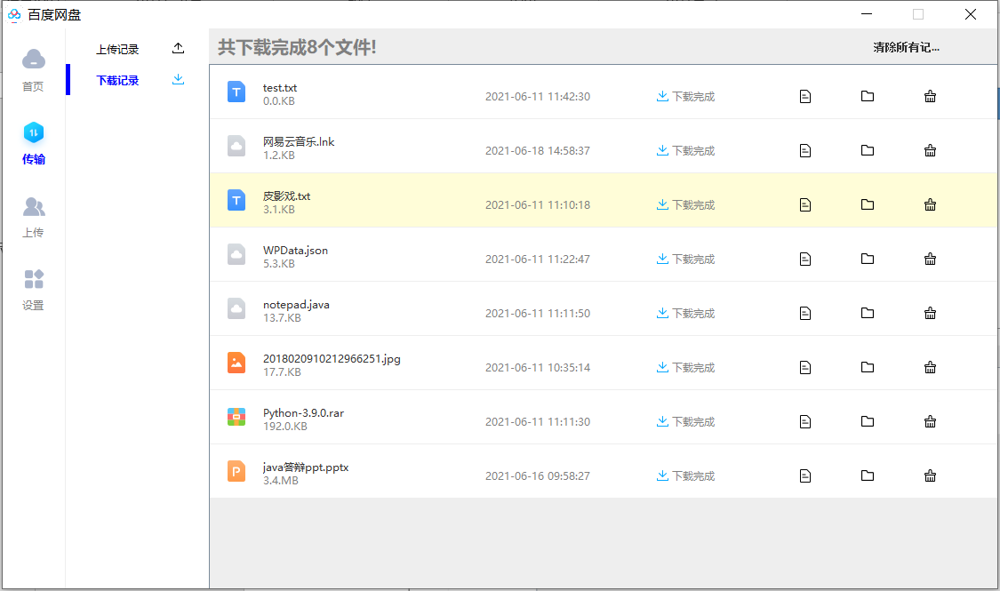 百度网盘
首页
传输
上传
设置
上传记录
下载记录
共下载完成8个文件!
清除所有记...
test.txt
0.0.KB
2021-06-11 11:42:30
下载完成
网易云音乐.lnk
1.2.KB
2021-06-18 14:58:37
下载完成
皮影戏.txt
3.1.KB
2021-06-11 11:10:18
下载完成
WPData.json
5.3.KB
2021-06-11 11:22:47
下载完成
notepad.java
13.7.KB
2021-06-11 11:11:50
下载完成
2018020910212966251.jpg
17.7.KB
2021-06-11 10:35:14
下载完成
Python-3.9.0.rar
192.0.KB
2021-06-11 11:11:30
下载完成
java答辩ppt.pptx
3.4.MB
2021-06-16 09:58:27
下载完成